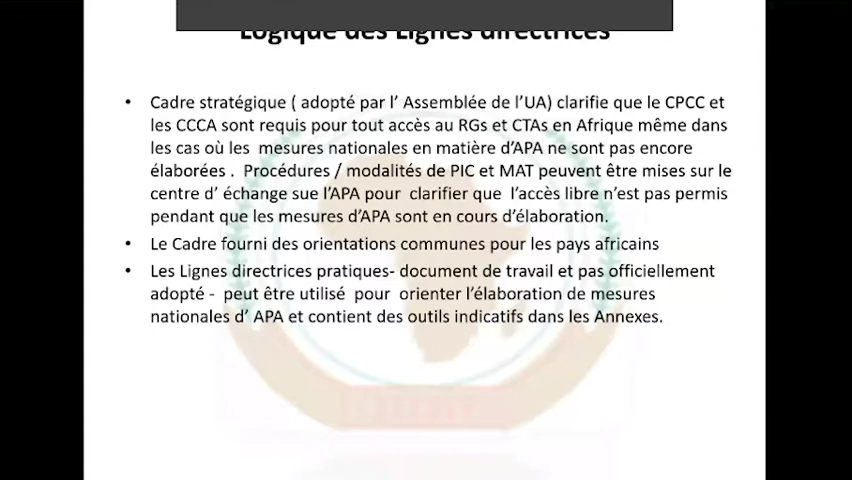 Logique des Lignes directrices
• Cadre stratégique ( adopté par l’ Assemblée de l’UA) clarifie que le CPCC et
les CCCA sont requis pour tout accès au RGs et CTAs en Afrique même dans
les cas où les mesures nationales en matière d’APA ne sont pas encore
élaborées . Procédures / modalités de PIC et MAT peuvent être mises sur le
centre d’ échange sue l’APA pour clarifier que l’accès libre n’est pas permis
pendant que les mesures d’APA sont en cours d’élaboration.
• Le Cadre fourni des orientations communes pour les pays africains
• Les Lignes directrices pratiques- document de travail et pas officiellement
adopté - peut être utilisé pour orienter l’élaboration de mesures
nationales d’ APA et contient des outils indicatifs dans les Annexes.